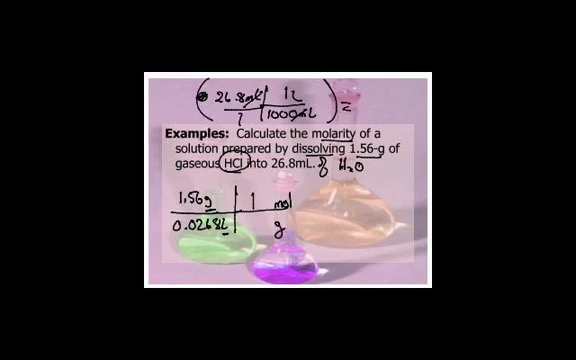 26.8mL | 1L
1 | 1000mL =
Examples: Calculate the molarity of a
solution prepared by dissolving 1.56-g of
gaseous HCl into 26.8mL. of H2O
1.56g | 1 mol
0.0268L | g